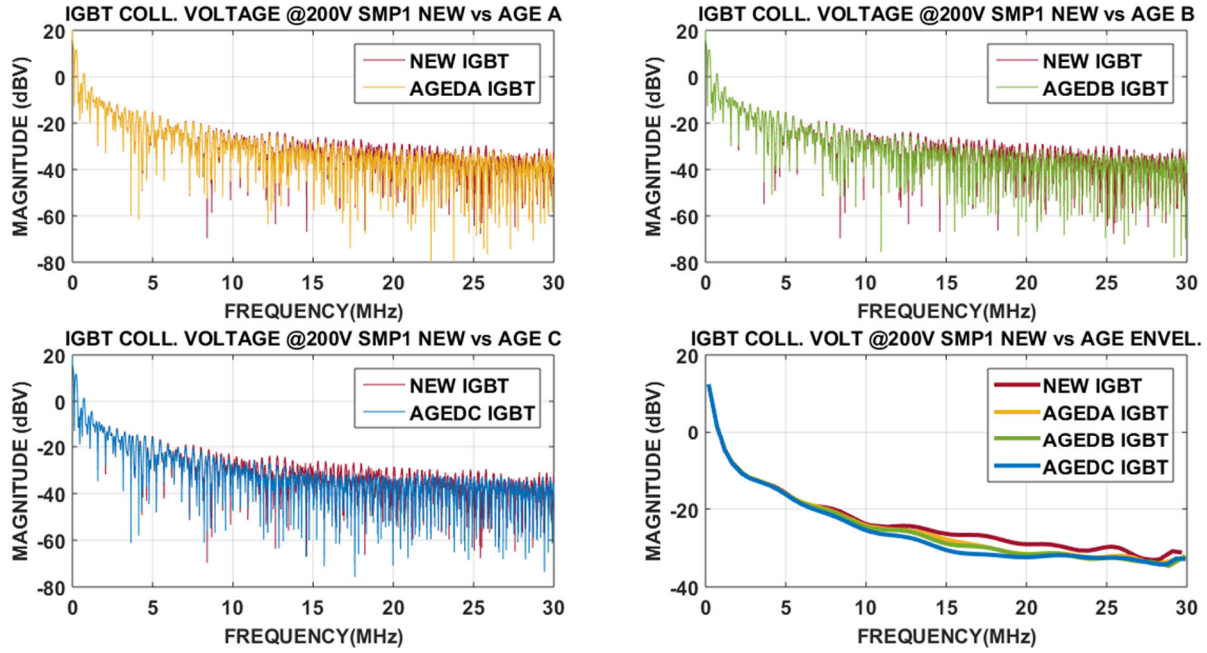 IGBT COLL. VOLTAGE @200V SMP1 NEW vs AGE A
20
0
-20
-40
-60
-80
MAGNITUDE (dBV)
NEW IGBT
AGEDA IGBT
0 5 10 15 20 25 30
FREQUENCY(MHz)
IGBT COLL. VOLTAGE @200V SMP1 NEW vs AGE B
20
0
-20
-40
-60
-80
MAGNITUDE (dBV)
NEW IGBT
AGEDB IGBT
0 5 10 15 20 25 30
FREQUENCY(MHz)
IGBT COLL. VOLTAGE @200V SMP1 NEW vs AGE C
20
0
-20
-40
-60
-80
MAGNITUDE (dBV)
NEW IGBT
AGEDC IGBT
0 5 10 15 20 25 30
FREQUENCY(MHz)
IGBT COLL. VOLT @200V SMP1 NEW vs AGE ENVEL.
20
0
-20
-40
MAGNITUDE (dBV)
NEW IGBT
AGEDA IGBT
AGEDB IGBT
AGEDC IGBT
0 5 10 15 20 25 30
FREQUENCY(MHz)